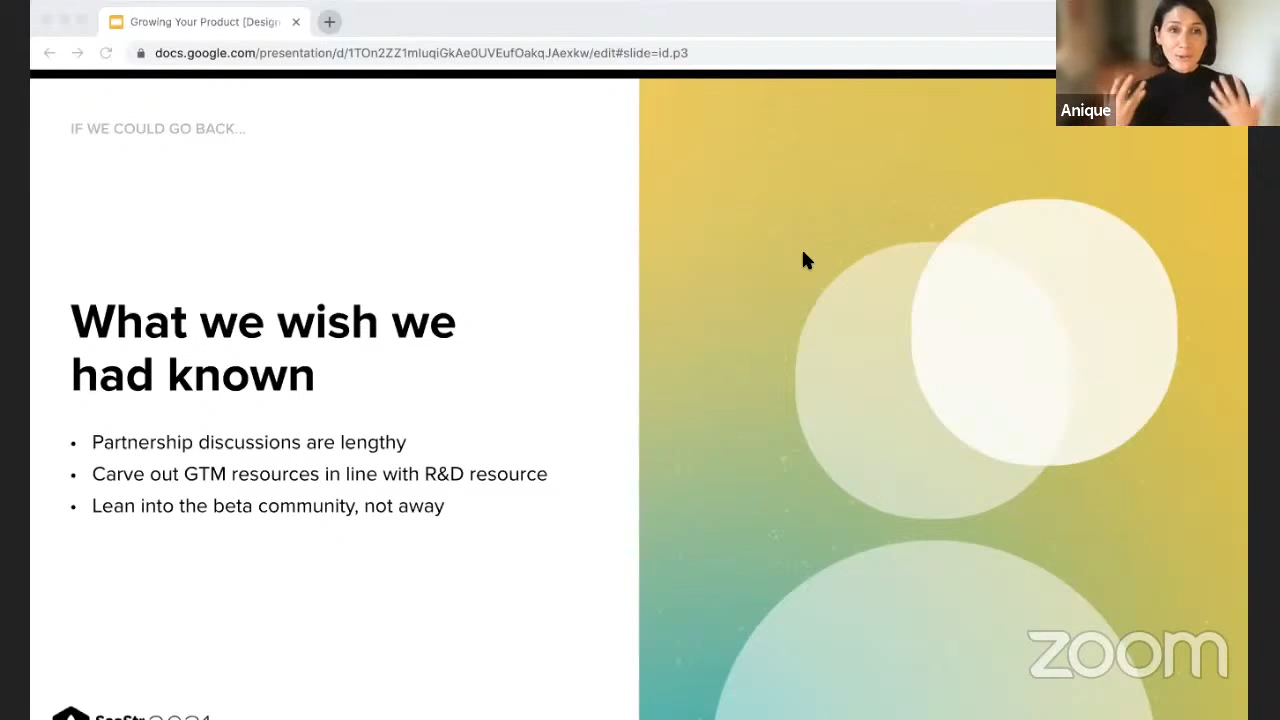 Growing Your Product [Design
docs.google.com/presentation/d/1TOn2ZZ1mIuqiGkAe0UVEufOakqJAexkw/edit#slide=id.p3
Anique
IF WE COULD GO BACK...
What we wish we
had known
• Partnership discussions are lengthy
• Carve out GTM resources in line with R&D resource
• Lean into the beta community, not away
zoom